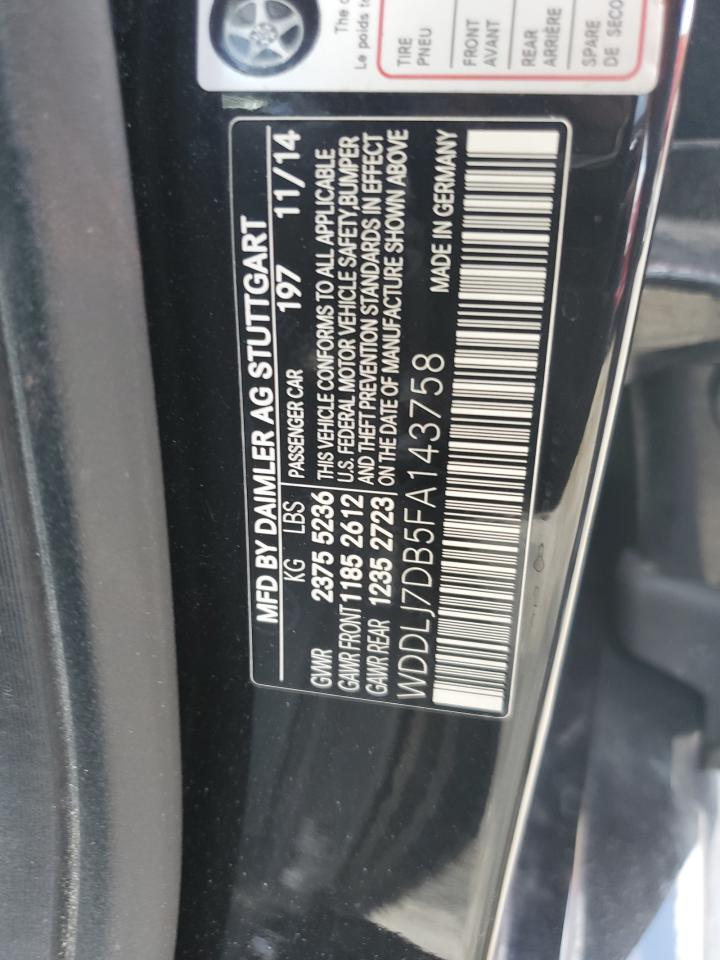 The c
Le poids t
TIRE
PNEU
FRONT
AVANT
REAR
ARRIÈRE
SPARE
DE SECO
MFD BY DAIMLER AG STUTTGART
KG LBS PASSENGER CAR 197 11/14
GWR 2375 5236
GAWR FRONT 1185 2612
GAWR REAR 1235 2723
THIS VEHICLE CONFORMS TO ALL APPLICABLE
U.S. FEDERAL MOTOR VEHICLE SAFETY,BUMPER
AND THEFT PREVENTION STANDARDS IN EFFECT
ON THE DATE OF MANUFACTURE SHOWN ABOVE
WDDLJ7DB5FA143758 MADE IN GERMANY